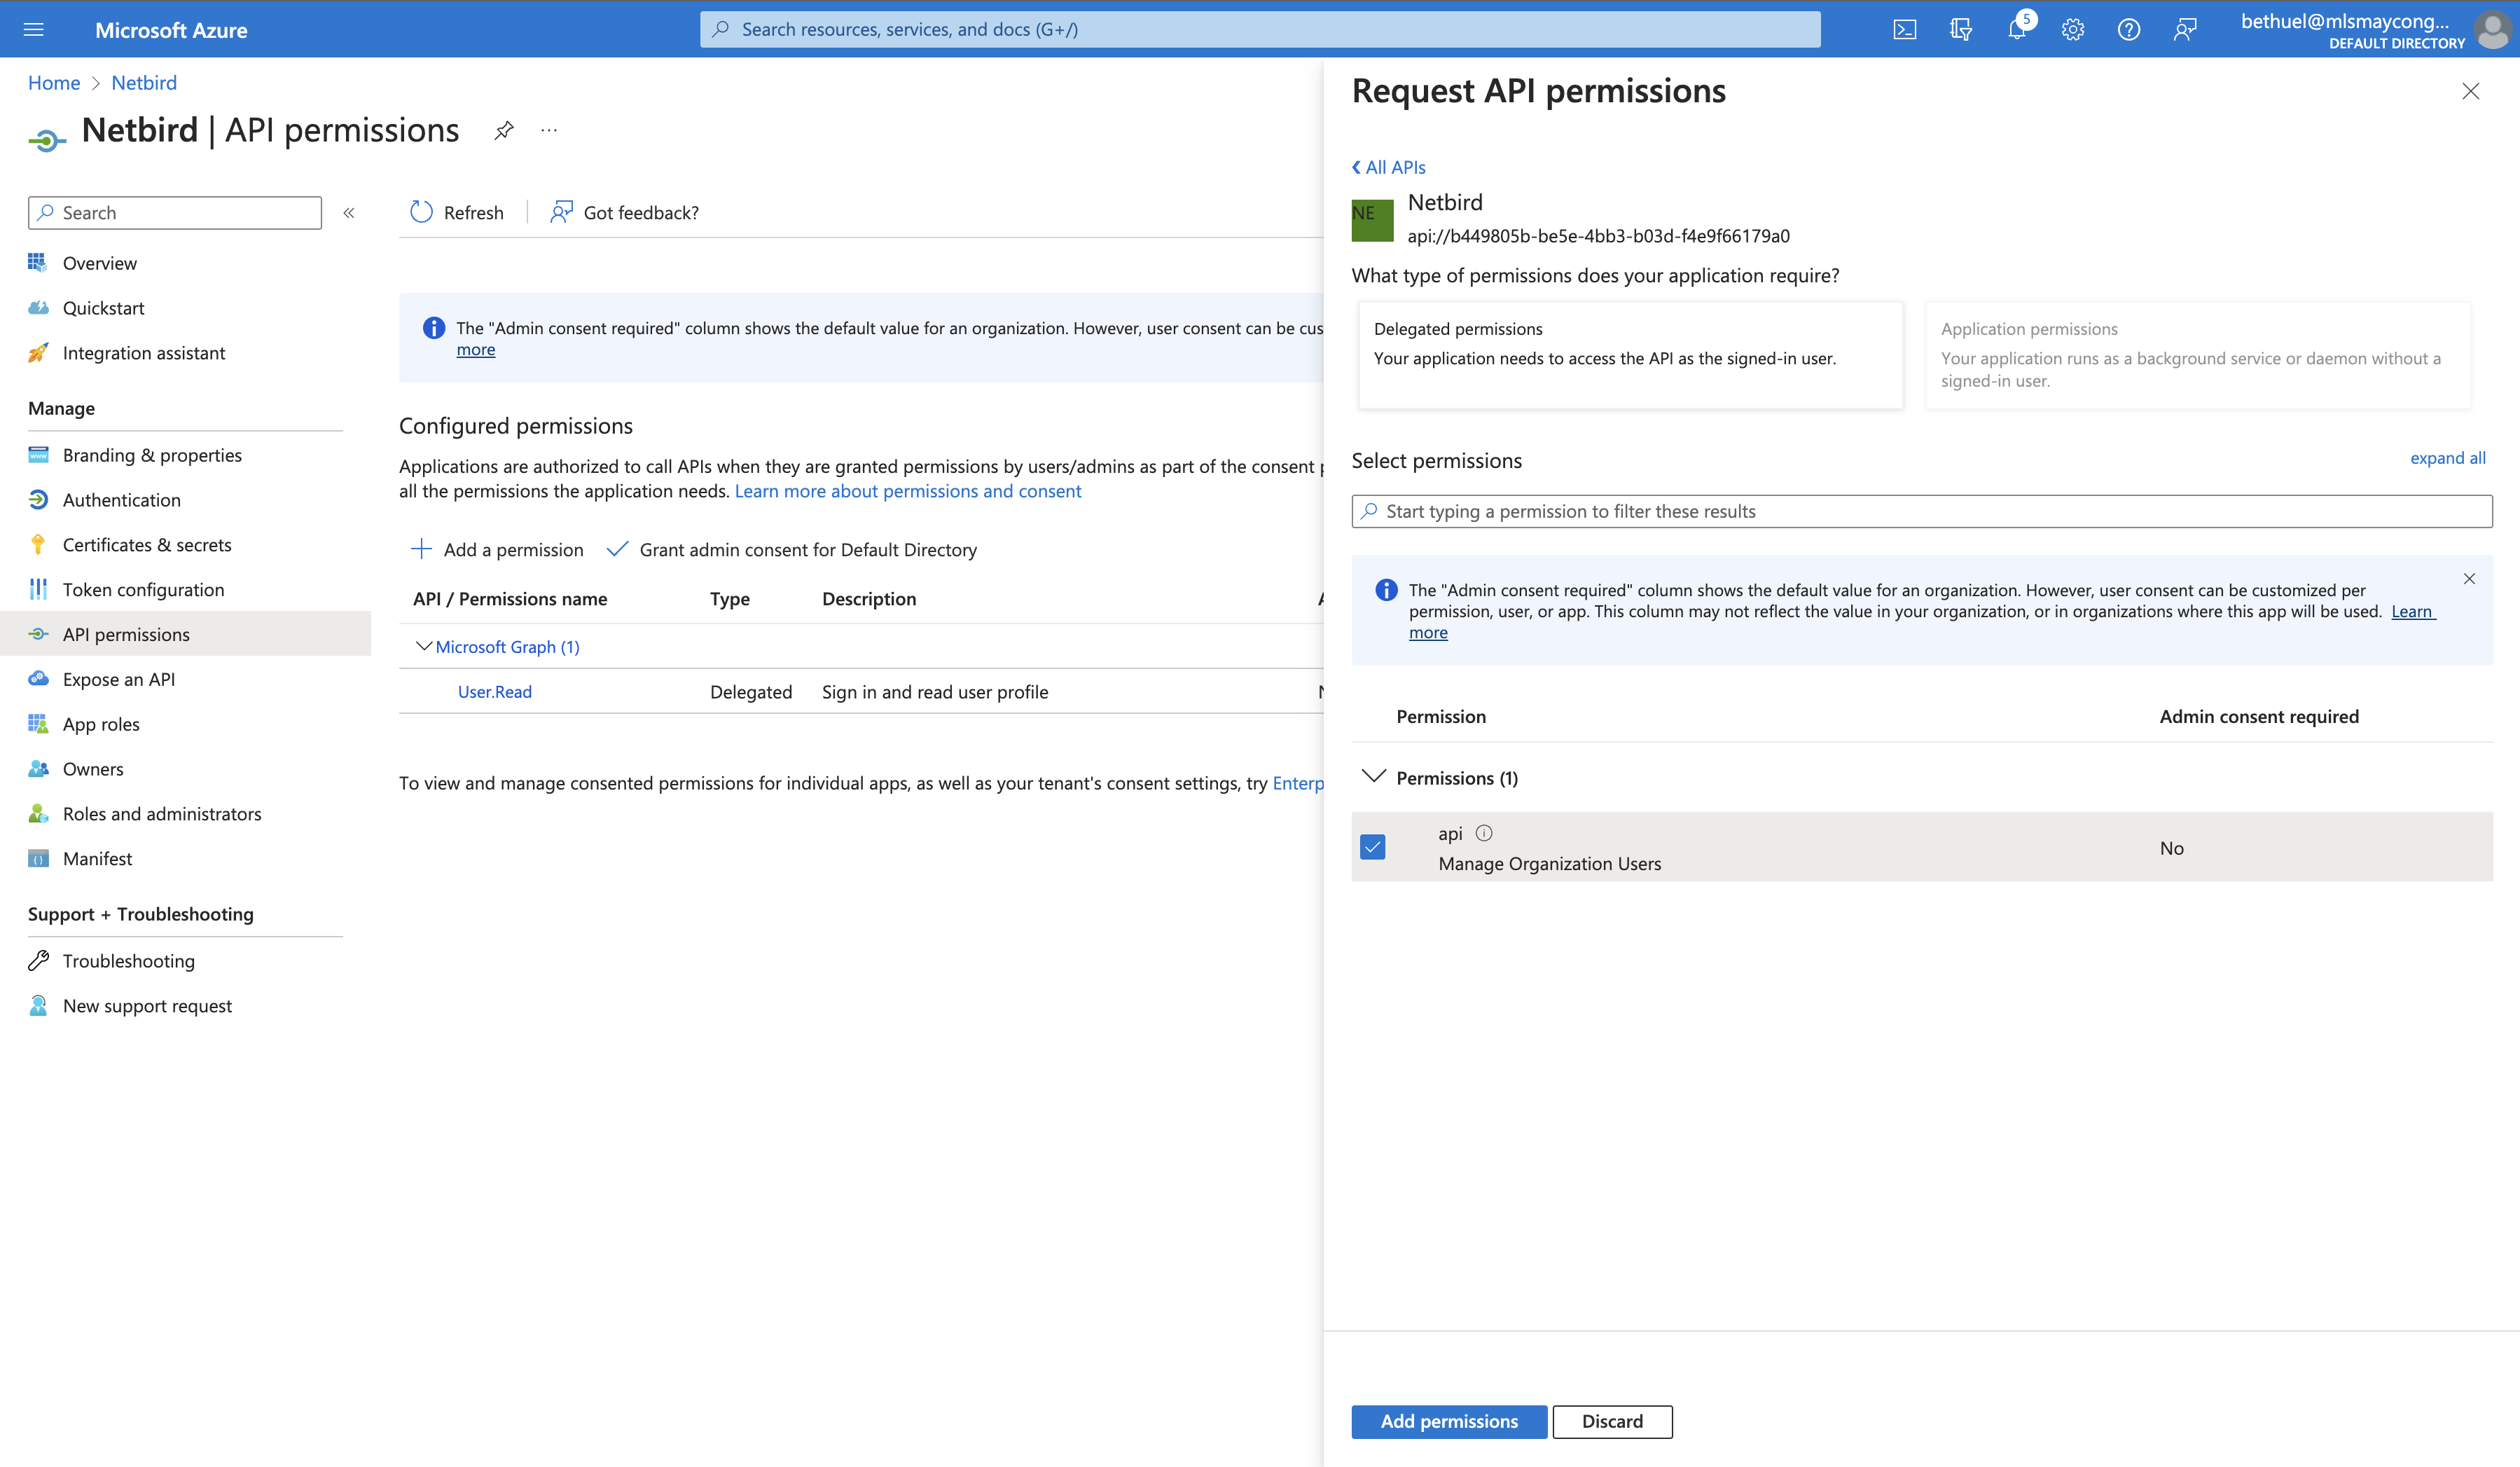 Microsoft Azure
Search resources, services, and docs (G+/)
5
bethuel@mlsmaycong...
DEFAULT DIRECTORY
Home > Netbird
Netbird | API permissions
...
Search
«
Overview
Quickstart
Integration assistant
Manage
Branding & properties
Authentication
Certificates & secrets
Token configuration
API permissions
Expose an API
App roles
Owners
Roles and administrators
Manifest
Support + Troubleshooting
Troubleshooting
New support request
Refresh
Got feedback?
The "Admin consent required" column shows the default value for an organization. However, user consent can be cus
more
Configured permissions
Applications are authorized to call APIs when they are granted permissions by users/admins as part of the consent
all the permissions the application needs. Learn more about permissions and consent
Add a permission
Grant admin consent for Default Directory
API / Permissions name Type Description
Microsoft Graph (1)
User.Read Delegated Sign in and read user profile
To view and manage consented permissions for individual apps, as well as your tenant's consent settings, try Enterp
Request API permissions
All APIs
NE
Netbird
api://b449805b-be5e-4bb3-b03d-f4e9f66179a0
What type of permissions does your application require?
Delegated permissions
Your application needs to access the API as the signed-in user.
Application permissions
Your application runs as a background service or daemon without a
signed-in user.
Select permissions
expand all
Start typing a permission to filter these results
The "Admin consent required" column shows the default value for an organization. However, user consent can be customized per
permission, user, or app. This column may not reflect the value in your organization, or in organizations where this app will be used. Learn
more
Permission Admin consent required
Permissions (1)
api
Manage Organization Users
No
Add permissions
Discard